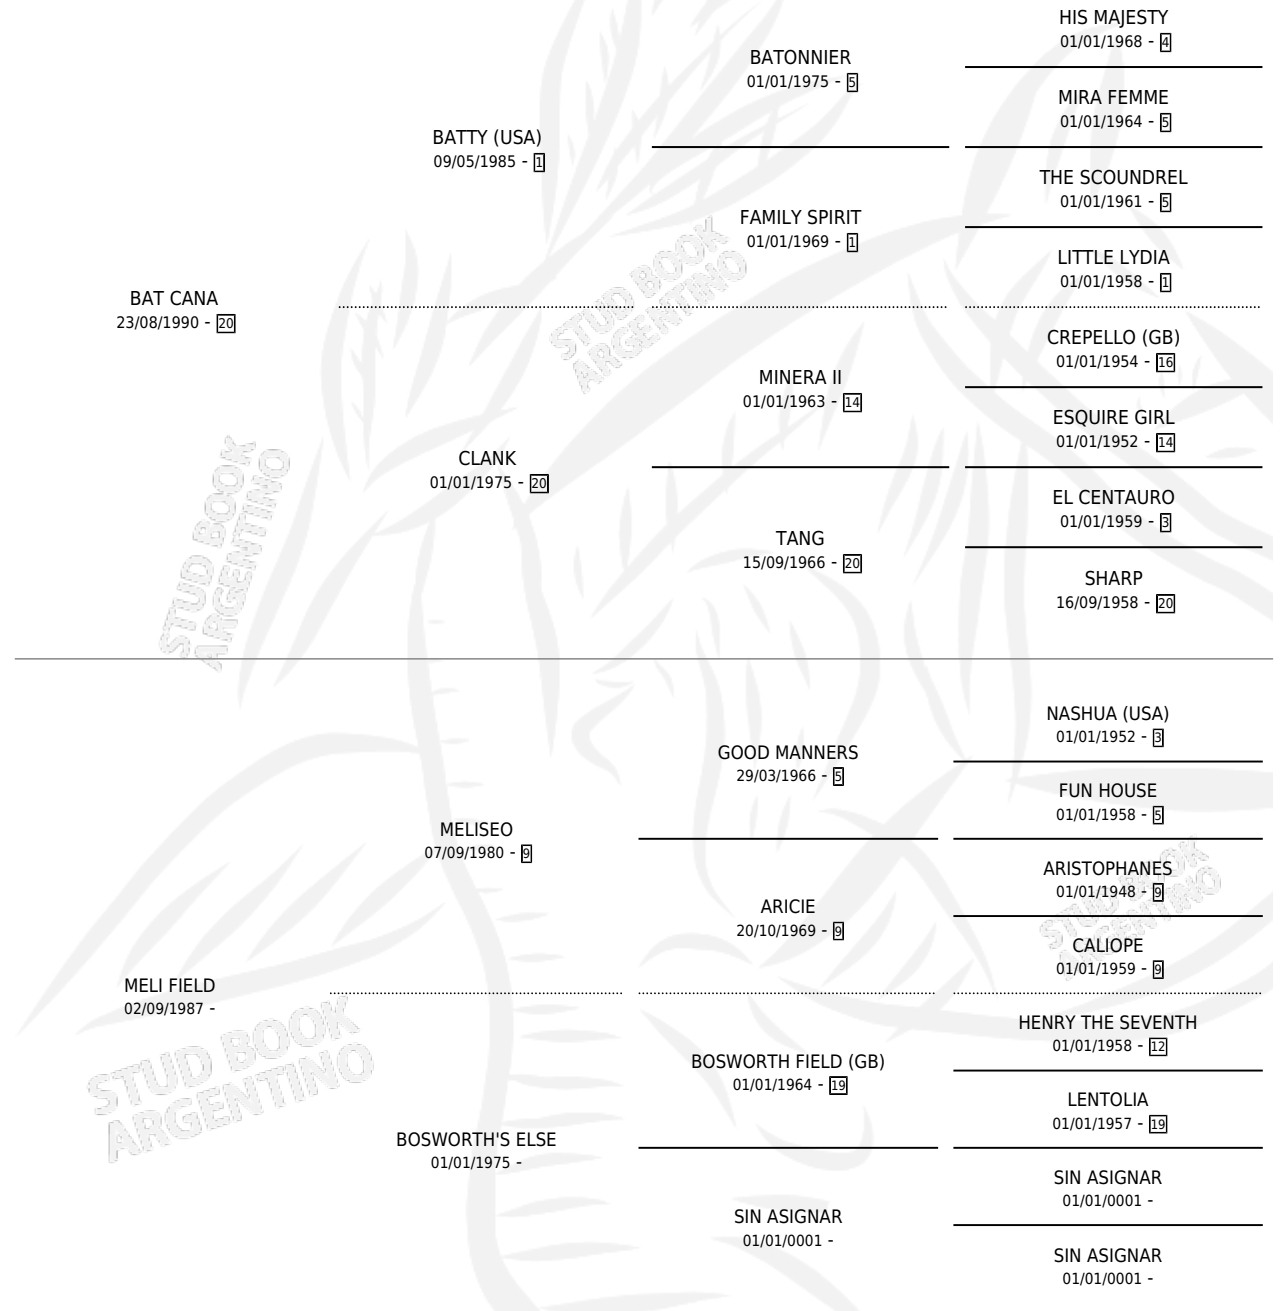 HIS MAJESTY
01/01/1968 - 4
BATONNIER
01/01/1975 - 5
MIRA FEMME
01/01/1964 - 5
BATTY (USA)
09/05/1985 - 1
THE SCOUNDREL
01/01/1961 - 5
FAMILY SPIRIT
01/01/1969 - 1
LITTLE LYDIA
01/01/1958 - 1
BAT CANA
23/08/1990 - 20
CREPELLO (GB)
01/01/1954 - 16
MINERA II
01/01/1963 - 14
ESQUIRE GIRL
01/01/1952 - 14
CLANK
01/01/1975 - 20
EL CENTAURO
01/01/1959 - 3
TANG
15/09/1966 - 20
SHARP
16/09/1958 - 20
NASHUA (USA)
01/01/1952 - 3
GOOD MANNERS
29/03/1966 - 5
FUN HOUSE
01/01/1958 - 5
MELISEO
07/09/1980 - 9
ARISTOPHANES
01/01/1948 - 9
ARICIE
20/10/1969 - 9
CALIOPE
01/01/1959 - 9
MELI FIELD
02/09/1987 -
HENRY THE SEVENTH
01/01/1958 - 12
BOSWORTH FIELD (GB)
01/01/1964 - 19
LENTOLIA
01/01/1957 - 19
BOSWORTH'S ELSE
01/01/1975 -
SIN ASIGNAR
01/01/0001 -
SIN ASIGNAR
01/01/0001 -
SIN ASIGNAR
01/01/0001 -
STUD BOOK
ARGENTINO
STUD BOOK
ARGENTINO
STUD BOOK
ARGENTINO
STUD BOOK
ARGENTINO